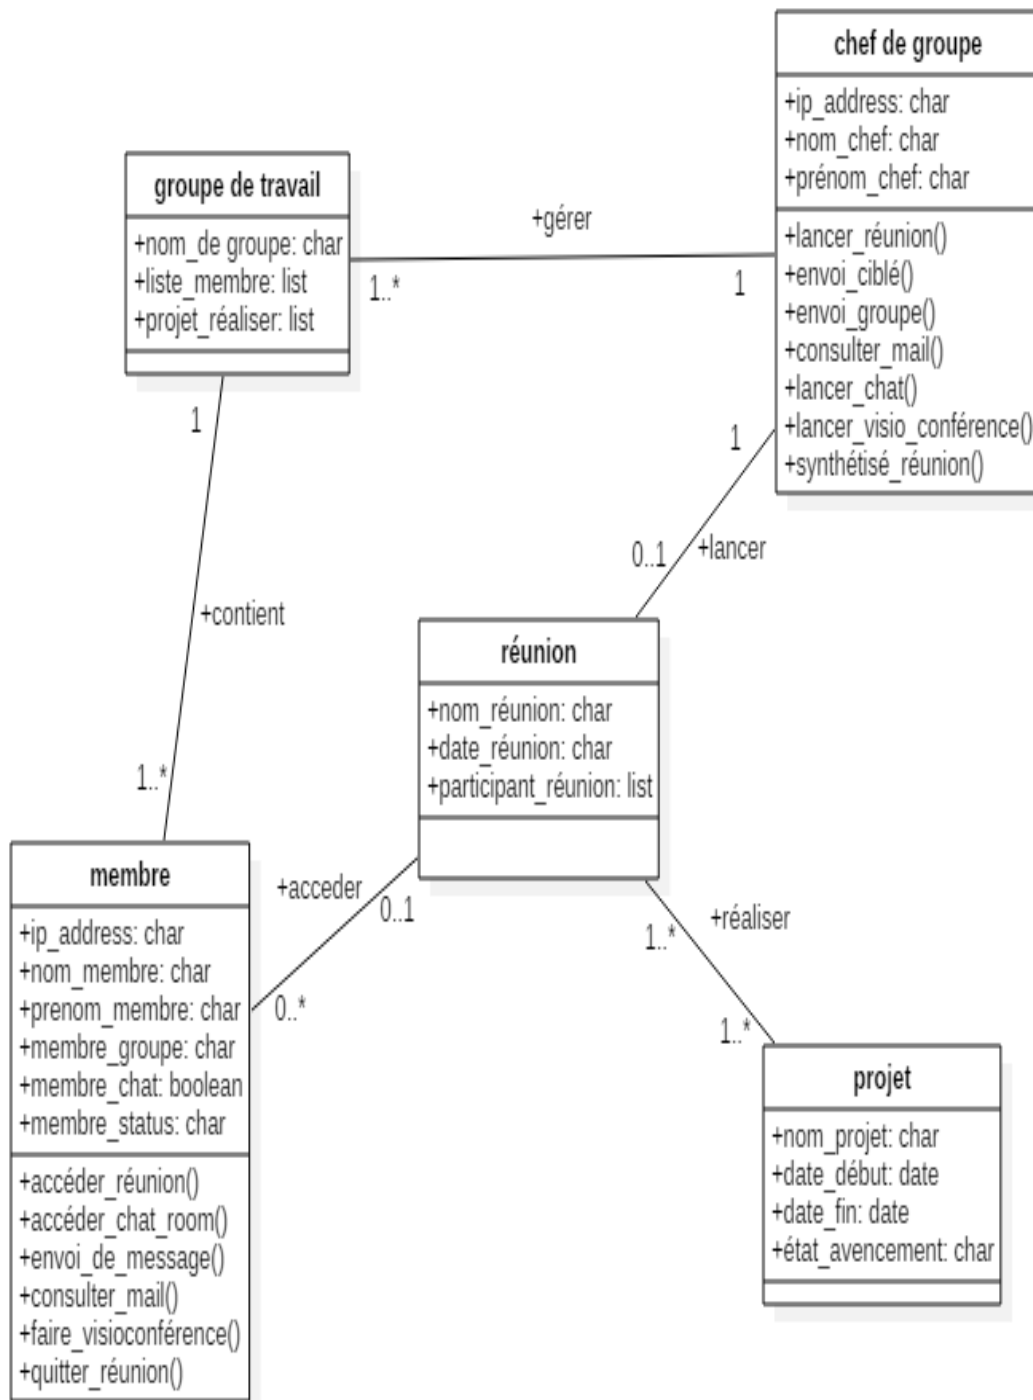 chef de groupe
+ip_address: char
+nom_chef: char
+prénom_chef: char
+lancer_réunion()
+envoi_ciblé()
+envoi_groupe()
+consulter_mail()
+lancer_chat()
+lancer_visio_conférence()
+synthétisé_réunion()
groupe de travail
+nom_de groupe: char
+liste_membre: list
+projet_réaliser: list
+gérer
1..*
1
1
+contient
1..*
1
+lancer
0..1
réunion
+nom_réunion: char
+date_réunion: char
+participant_réunion: list
+acceder
0..1
0..*
+réaliser
1..*
1..*
membre
+ip_address: char
+nom_membre: char
+prenom_membre: char
+membre_groupe: char
+membre_chat: boolean
+membre_status: char
+accéder_réunion()
+accéder_chat_room()
+envoi_de_message()
+consulter_mail()
+faire_visioconférence()
+quitter_réunion()
projet
+nom_projet: char
+date_début: date
+date_fin: date
+état_avencement: char